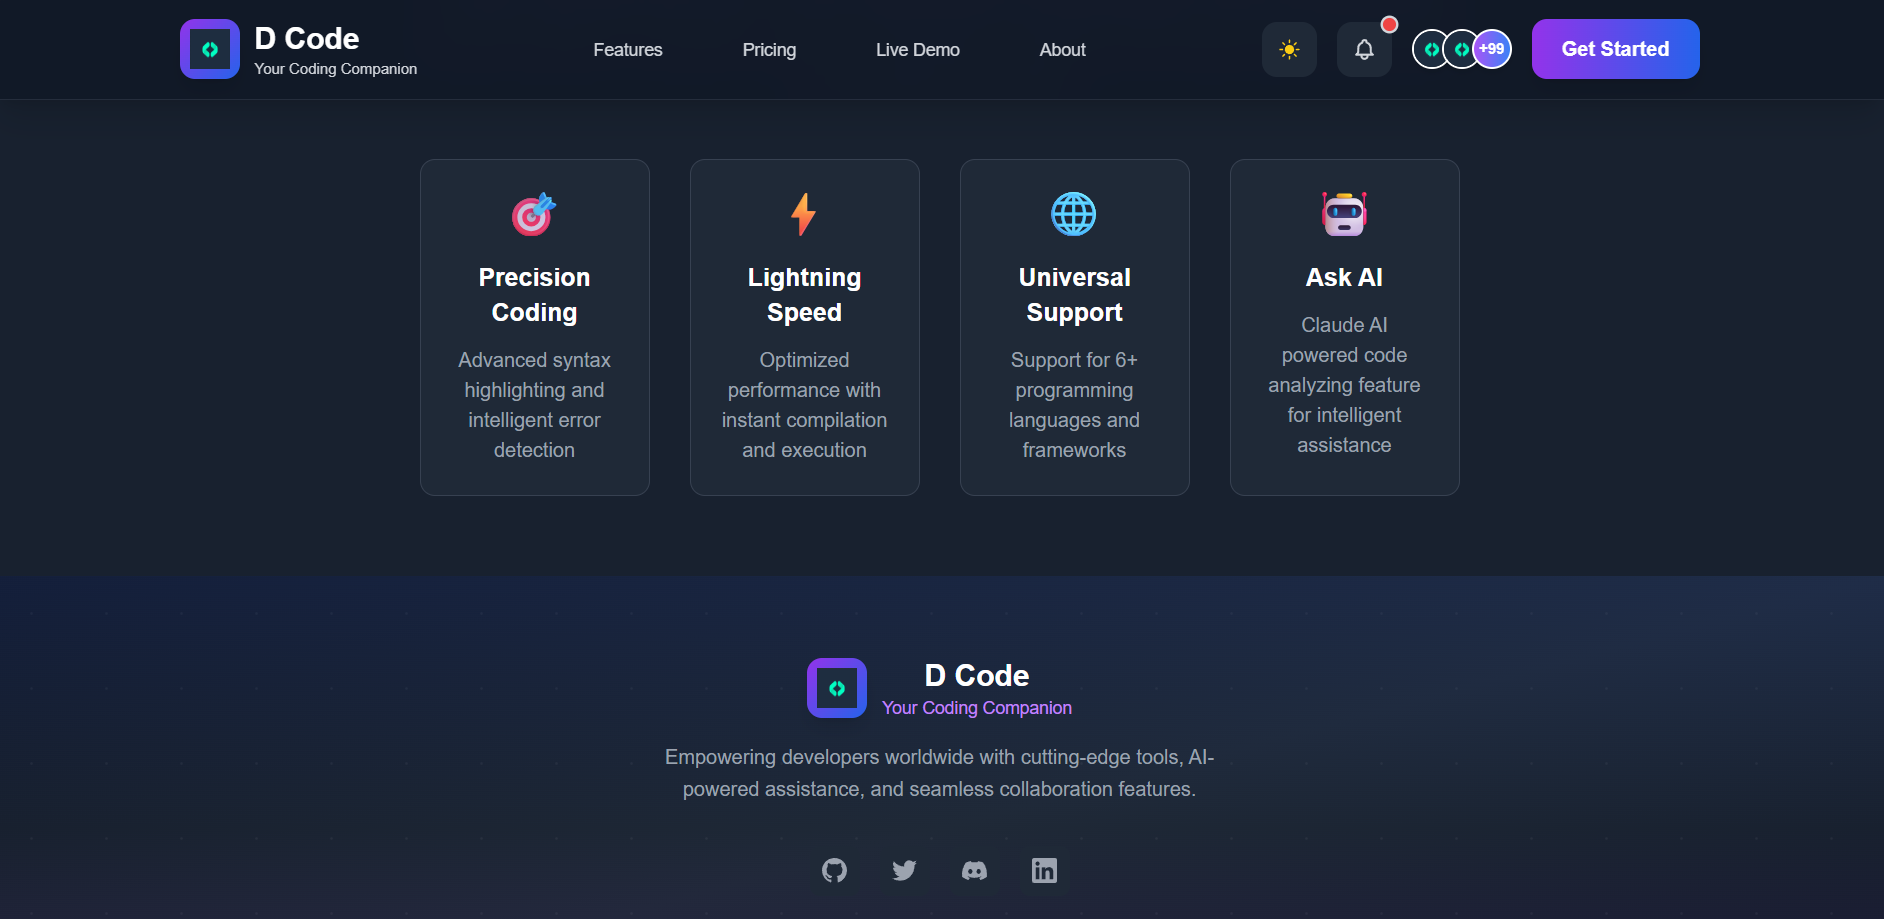 D Code
Your Coding Companion
Features
Pricing
Live Demo
About
+99
Get Started
Precision
Coding
Advanced syntax
highlighting and
intelligent error
detection
Lightning
Speed
Optimized
performance with
instant compilation
and execution
Universal
Support
Support for 6+
programming
languages and
frameworks
Ask AI
Claude AI
powered code
analyzing feature
for intelligent
assistance
D Code
Your Coding Companion
Empowering developers worldwide with cutting-edge tools, AI-
powered assistance, and seamless collaboration features.
in